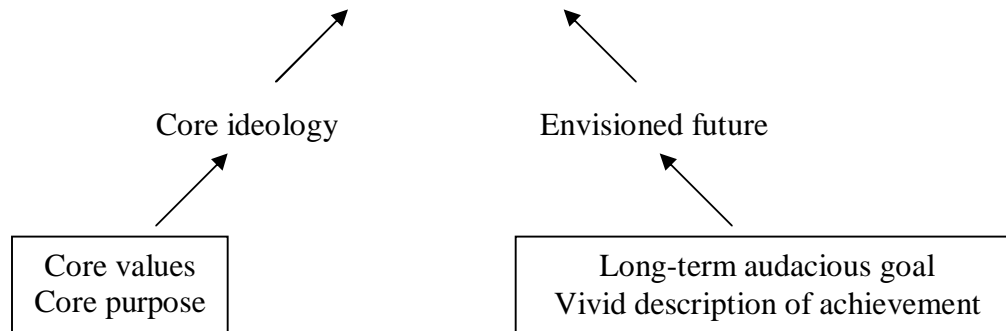 Core ideology
Envisioned future
Core values
Core purpose
Long-term audacious goal
Vivid description of achievement